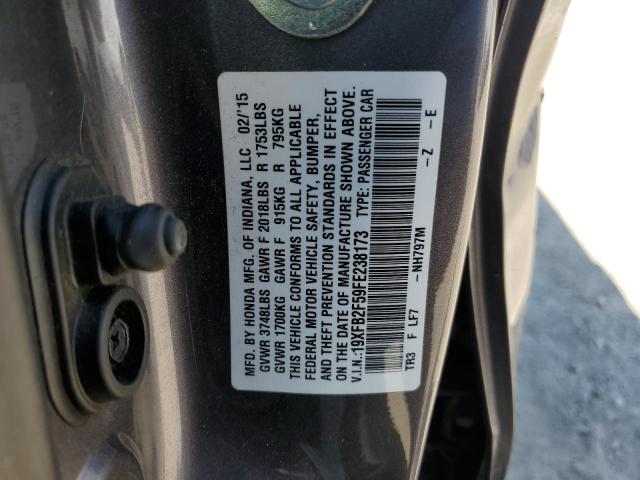 MFD. BY HONDA MFG. OF INDIANA, LLC 02/'15
GVWR 3748LBS GAWR F 2018LBS R 1753LBS
GVWR 1700KG GAWR F 915KG R 795KG
THIS VEHICLE CONFORMS TO ALL APPLICABLE
FEDERAL MOTOR VEHICLE SAFETY, BUMPER,
AND THEFT PREVENTION STANDARDS IN EFFECT
ON THE DATE OF MANUFACTURE SHOWN ABOVE.
V.I.N.:19XFB2F59FE238173 TYPE: PASSENGER CAR
TR3 F LF7 -NH797M -Z -E